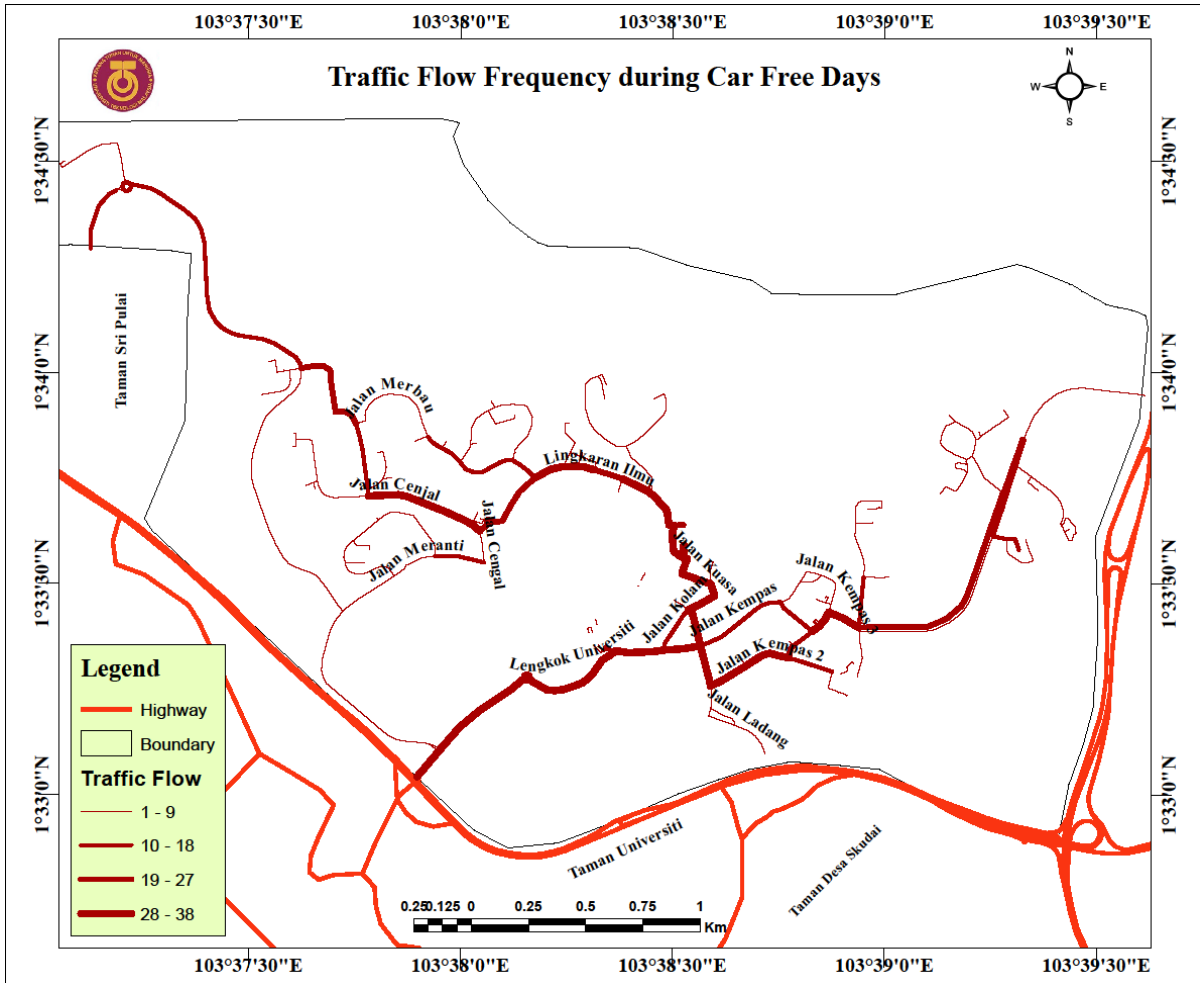 103°37'30"E
103°38'0"E
103°38'30"E
103°39'0"E
103°39'30"E
Traffic Flow Frequency during Car Free Days
N
W
E
S
1°34'30"N
1°34'30"N
Taman Sri Pulai
1°34'0"N
1°34'0"N
Jalan Merbau
Lingkaran Ilmu
Jalan Cenjal
Jalan Cengal
Jalan Meranti
Jalan Kuasa
Jalan Kolam
Jalan Kempas
Jalan Kempas 3
1°33'30"N
1°33'30"N
Lengkok Universiti
Jalan Kempas 2
Jalan Ladang
Legend
Highway
Boundary
Traffic Flow
1 - 9
10 - 18
19 - 27
28 - 38
1°33'0"N
1°33'0"N
Taman Universiti
Taman Desa Skudai
0.25 0.125 0 0.25 0.5 0.75 1
Km
103°37'30"E
103°38'0"E
103°38'30"E
103°39'0"E
103°39'30"E